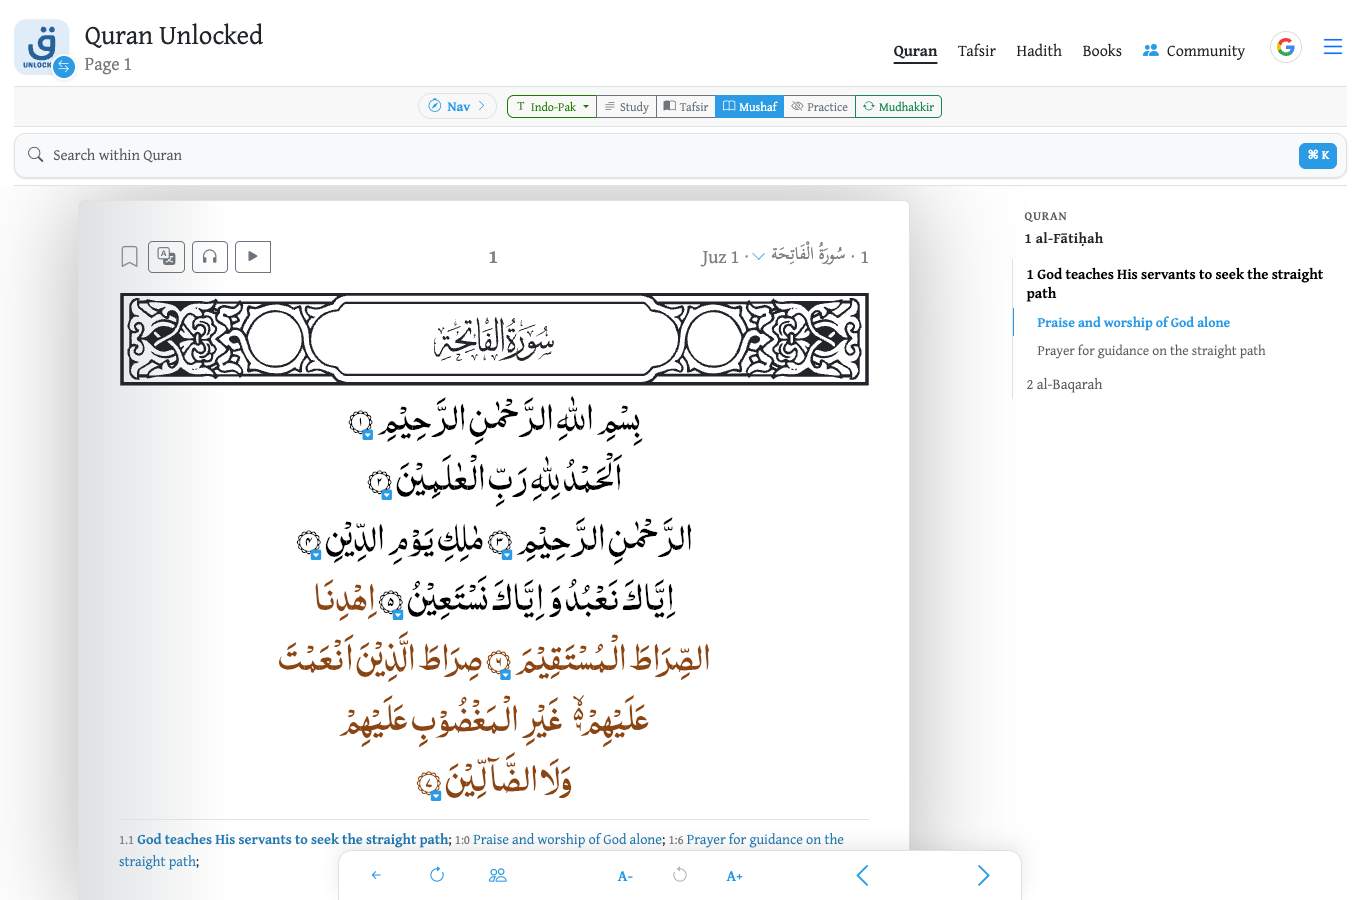 ق
UNLOCK
Quran Unlocked
Page 1
Quran Tafsir Hadith Books Community
Nav
T Indo-Pak Study Tafsir Mushaf Practice Mudhakkir
Search within Quran
⌘ K
1
Juz 1 · سُورَةُ الْفَاتِحَة · 1
سُوْرَةُ الْفَاتِحَةِ
بِسْمِ اللهِ الرَّحْمٰنِ الرَّحِيْمِ ۝١
اَلْحَمْدُ لِلّٰهِ رَبِّ الْعٰلَمِيْنَ ۝٢
الرَّحْمٰنِ الرَّحِيْمِ ۝٣ مٰلِكِ يَوْمِ الدِّيْنِ ۝۴
اِيَّاكَ نَعْبُدُ وَ اِيَّاكَ نَسْتَعِيْنُ ۝۵ اِهْدِنَا
الصِّرَاطَ الْمُسْتَقِيْمَ ۝۶ صِرَاطَ الَّذِيْنَ اَنْعَمْتَ
عَلَيْهِمْ ۙ۬ غَيْرِ الْمَغْضُوْبِ عَلَيْهِمْ
وَلَا الضَّآلِّيْنَ ۝٧
1.1 God teaches His servants to seek the straight path; 1:0 Praise and worship of God alone; 1:6 Prayer for guidance on the
straight path;
A- A+
QURAN
1 al-Fātiḥah
1 God teaches His servants to seek the straight
path
Praise and worship of God alone
Prayer for guidance on the straight path
2 al-Baqarah